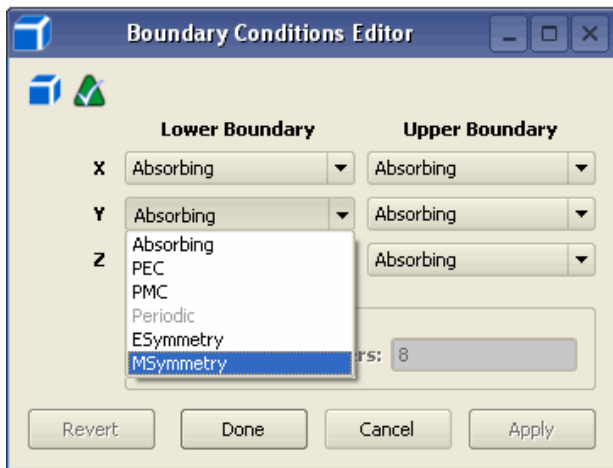 Boundary Conditions Editor
Lower Boundary Upper Boundary
X Absorbing Absorbing
Y Absorbing Absorbing
Absorbing
Z Absorbing
PEC
PMC
Periodic
ESymmetry
MSymmetry
8
Revert Done Cancel Apply